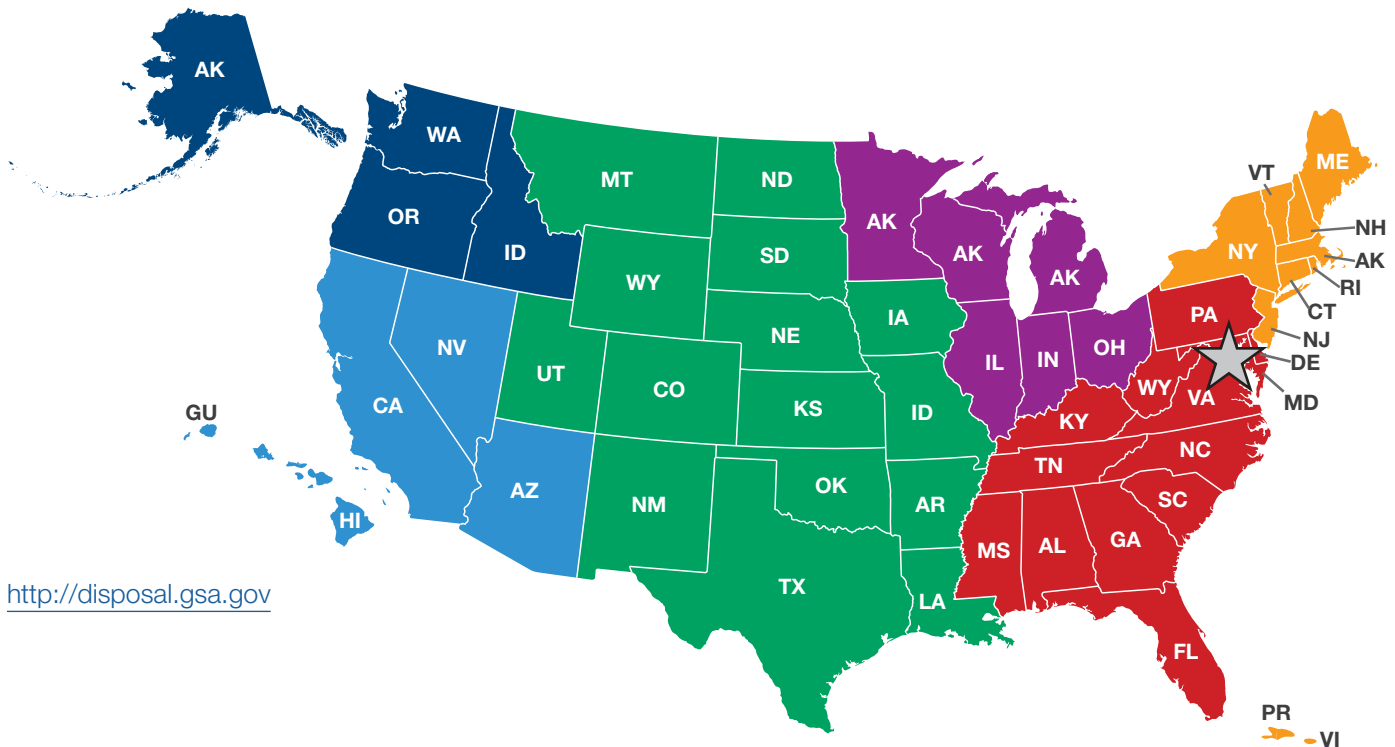 AK
WA
MT
ND
ME
VT
OR
ID
AK
NH
SD
AK
NY
AK
WY
AK
RI
IA
CT
PA
NE
NV
NJ
OH
IN
IL
DE
UT
CO
WY
VA
MD
CA
KS
ID
KY
GU
NC
TN
AZ
OK
NM
AR
SC
HI
MS
AL
GA
TX
http://disposal.gsa.gov
LA
FL
PR
VI